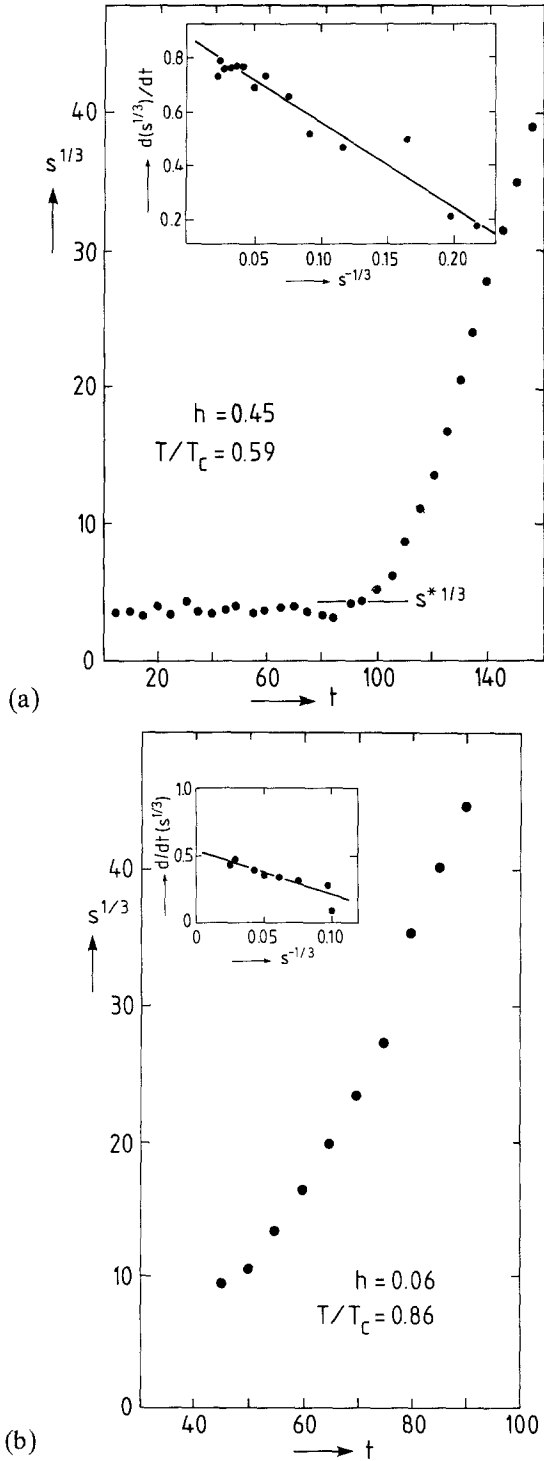 (a)
s^1/3
40
30
20
10
0
20
60
100
140
→ t
h = 0.45
T/T_C = 0.59
s*^1/3
→ d(s^1/3)/dt
0.8
0.6
0.4
0.2
0.05
0.10
0.15
0.20
→ s^-1/3
(b)
s^1/3
40
30
20
10
0
40
60
80
100
→ t
h = 0.06
T/T_C = 0.86
→ d/dt(s^1/3)
1.0
0.5
0
0
0.05
0.10
→ s^-1/3